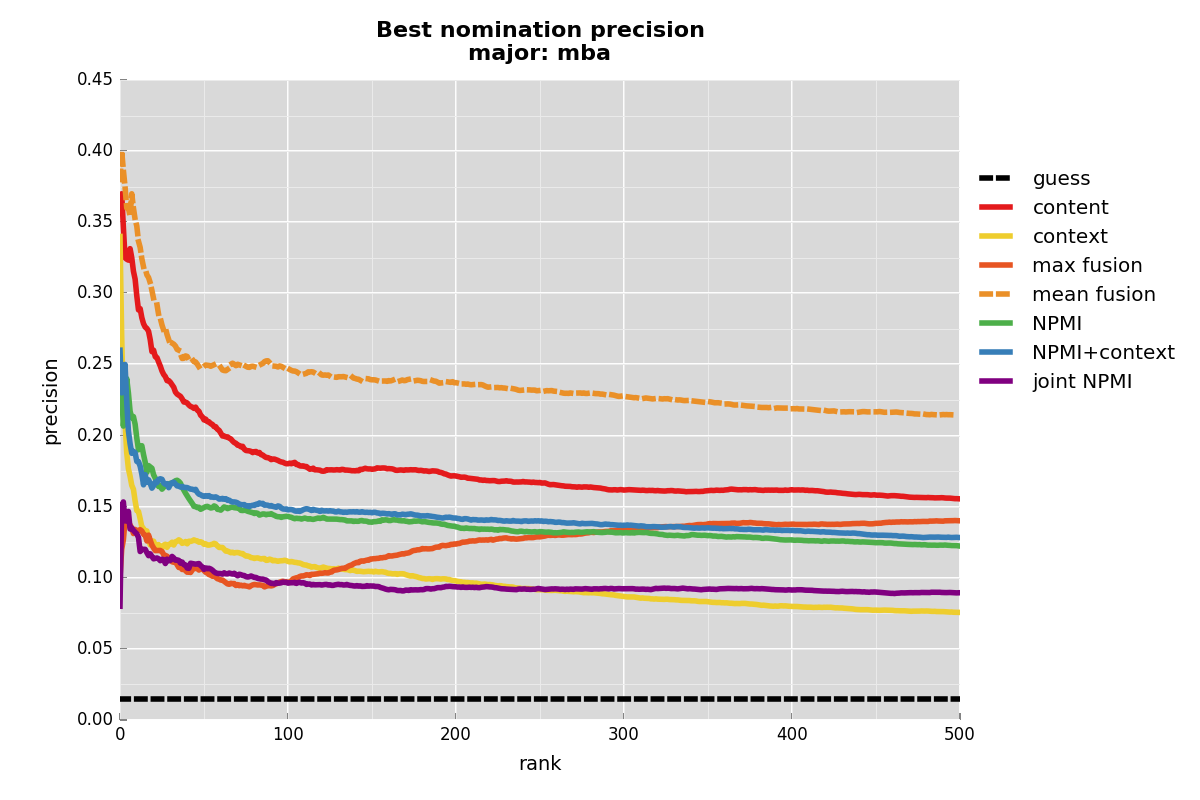 Best nomination precision
major: mba
0.45
0.40
0.35
0.30
0.25
0.20
0.15
0.10
0.05
0.00
precision
0 100 200 300 400 500
rank
guess
content
context
max fusion
mean fusion
NPMI
NPMI+context
joint NPMI